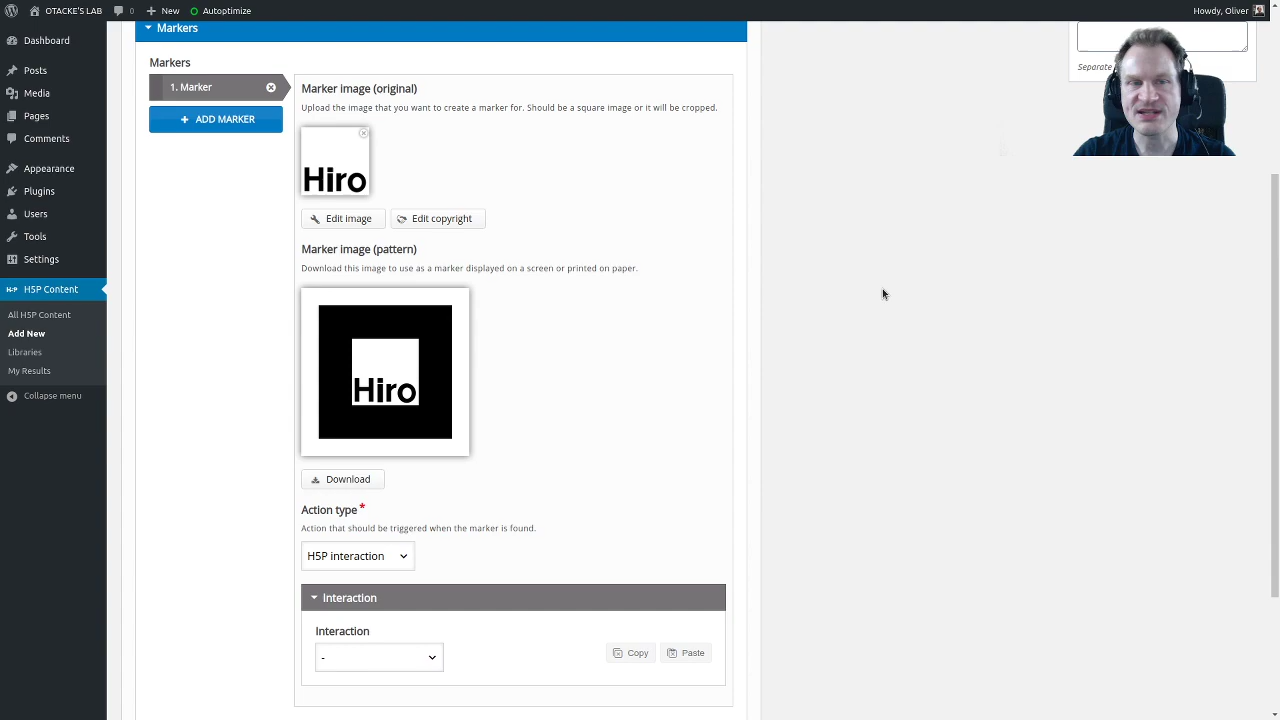 OTACKE'S LAB
0
New
Autoptimize
Howdy, Oliver
Dashboard
Posts
Media
Pages
Comments
Appearance
Plugins
Users
Tools
Settings
H5P Content
All H5P Content
Add New
Libraries
My Results
Collapse menu
Markers
Markers
1. Marker
ADD MARKER
Marker image (original)
Upload the image that you want to create a marker for. Should be a square image or it will be cropped.
Hiro
Edit image
Edit copyright
Marker image (pattern)
Download this image to use as a marker displayed on a screen or printed on paper.
Hiro
Download
Action type *
Action that should be triggered when the marker is found.
H5P interaction
Interaction
Interaction
-
Copy
Paste
Separate